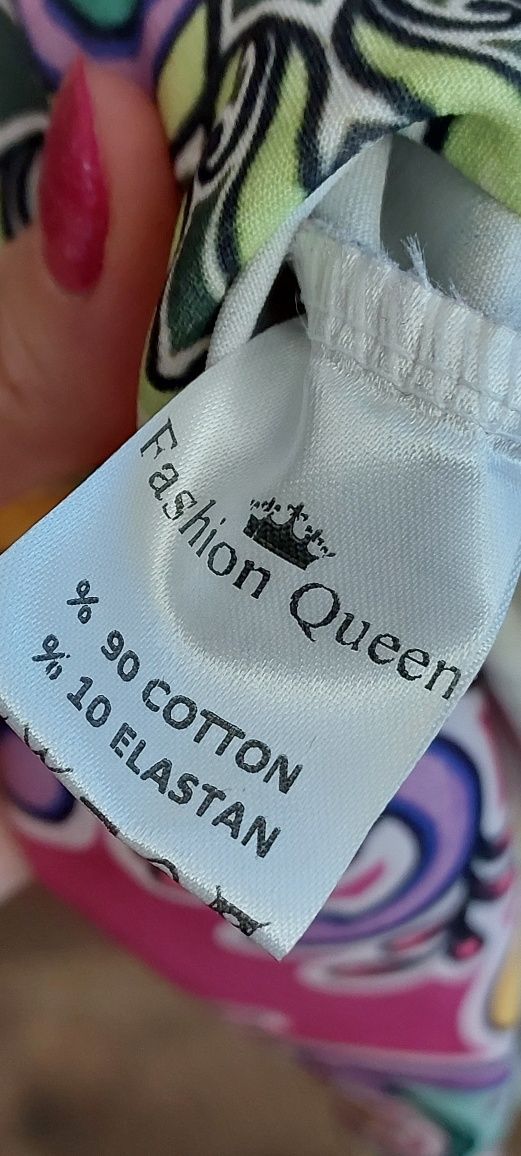 Fashion Queen
% 90 COTTON
% 10 ELASTAN